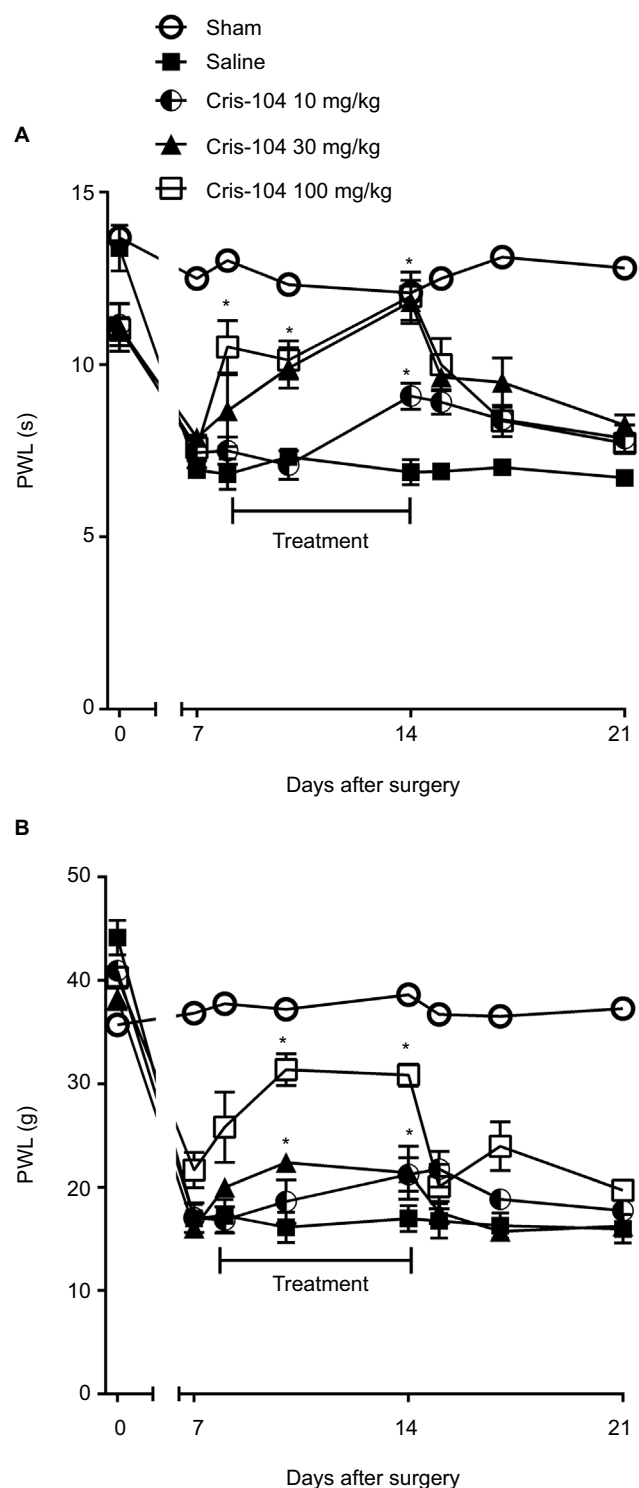 Sham
Saline
Cris-104 10 mg/kg
Cris-104 30 mg/kg
Cris-104 100 mg/kg
A
15
10
5
0
PWL (s)
*
*
*
*
Treatment
0 7 14 21
Days after surgery
B
50
40
30
20
10
0
PWL (g)
* *
* *
Treatment
0 7 14 21
Days after surgery